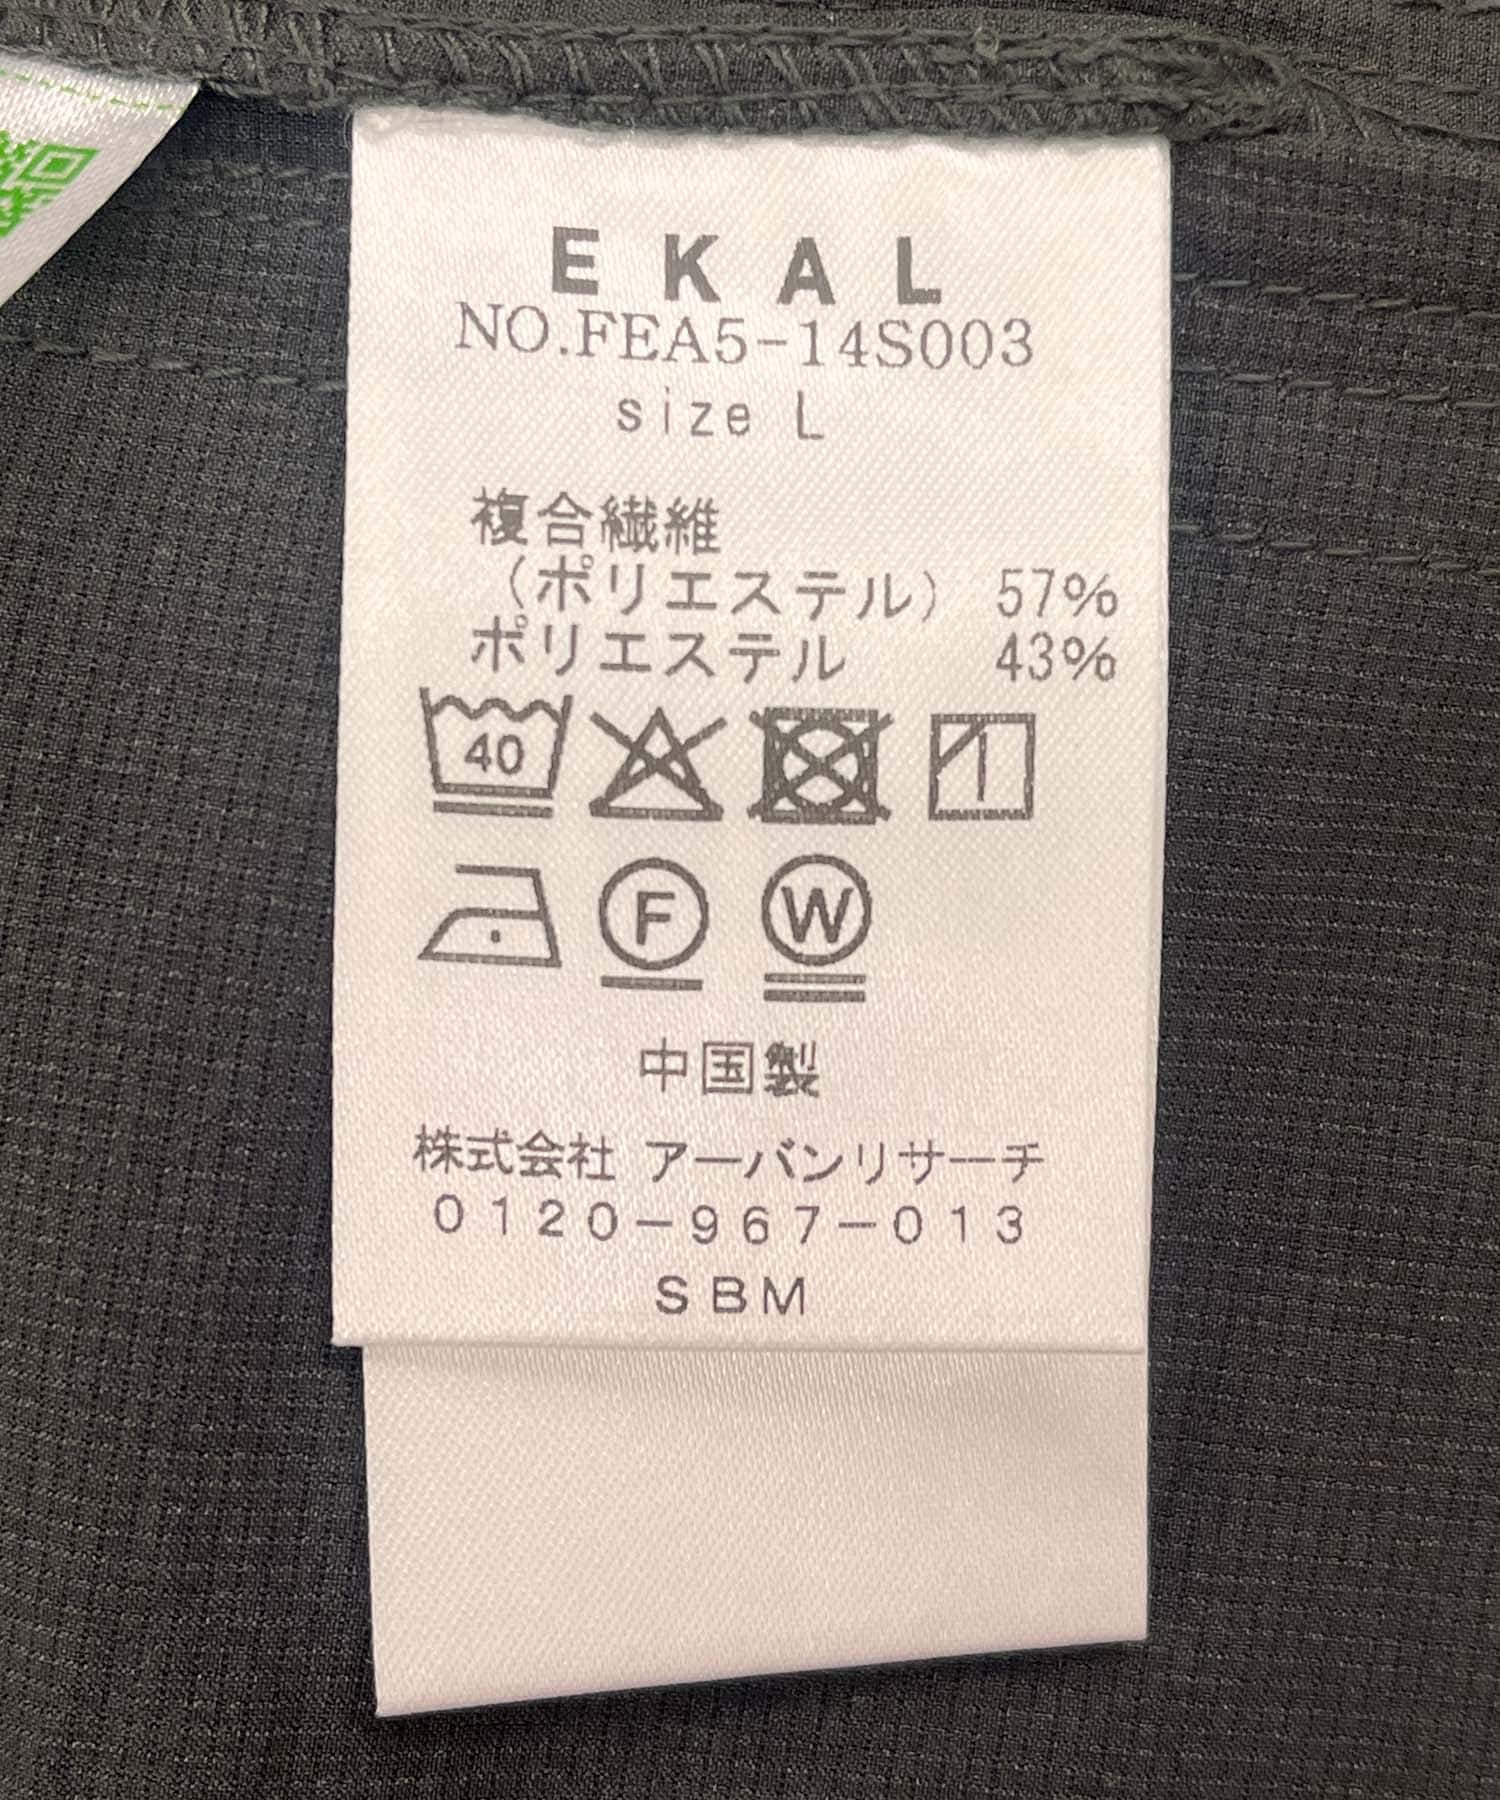 EKAL
NO.FEA5-14S003
size L
複合繊維
（ポリエステル） 57%
ポリエステル 43%
40
F W
中国製
株式会社 アーバンリサーチ
0120-967-013
SBM